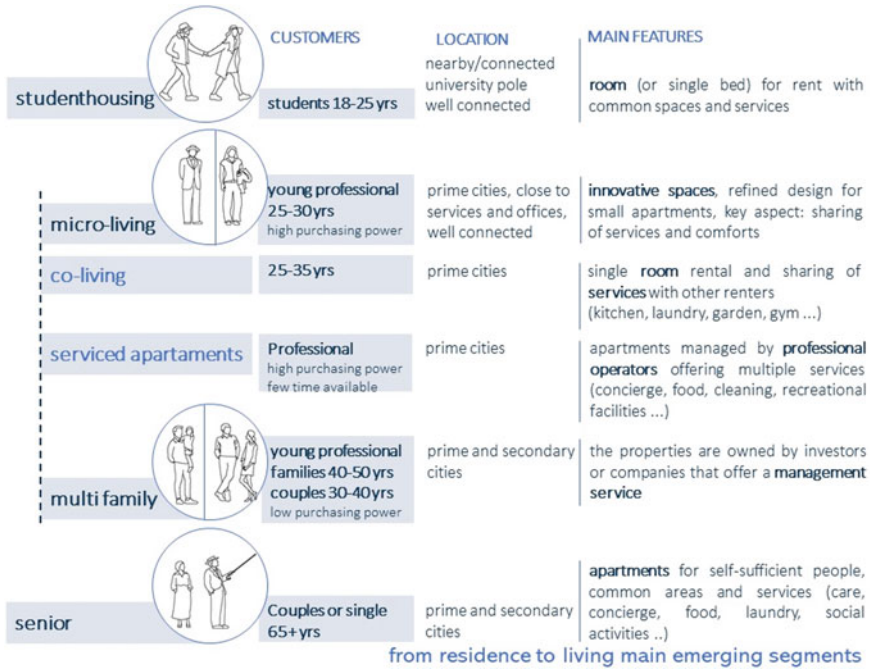 CUSTOMERS
LOCATION
MAIN FEATURES
studenthousing
students 18-25 yrs
nearby/connected
university pole
well connected
room (or single bed) for rent with
common spaces and services
micro-living
young professional
25-30 yrs
high purchasing power
prime cities, close to
services and offices,
well connected
innovative spaces, refined design for
small apartments, key aspect: sharing
of services and comforts
co-living
25-35 yrs
prime cities
single room rental and sharing of
services with other renters
(kitchen, laundry, garden, gym ...)
serviced apartaments
Professional
high purchasing power
few time available
prime cities
apartments managed by professional
operators offering multiple services
(concierge, food, cleaning, recreational
facilities ...)
multi family
young professional
families 40-50 yrs
couples 30-40 yrs
low purchasing power
prime and secondary
cities
the properties are owned by investors
or companies that offer a management
service
senior
Couples or single
65+ yrs
prime and secondary
cities
apartments for self-sufficient people,
common areas and services (care,
concierge, food, laundry, social
activities ..)
from residence to living main emerging segments